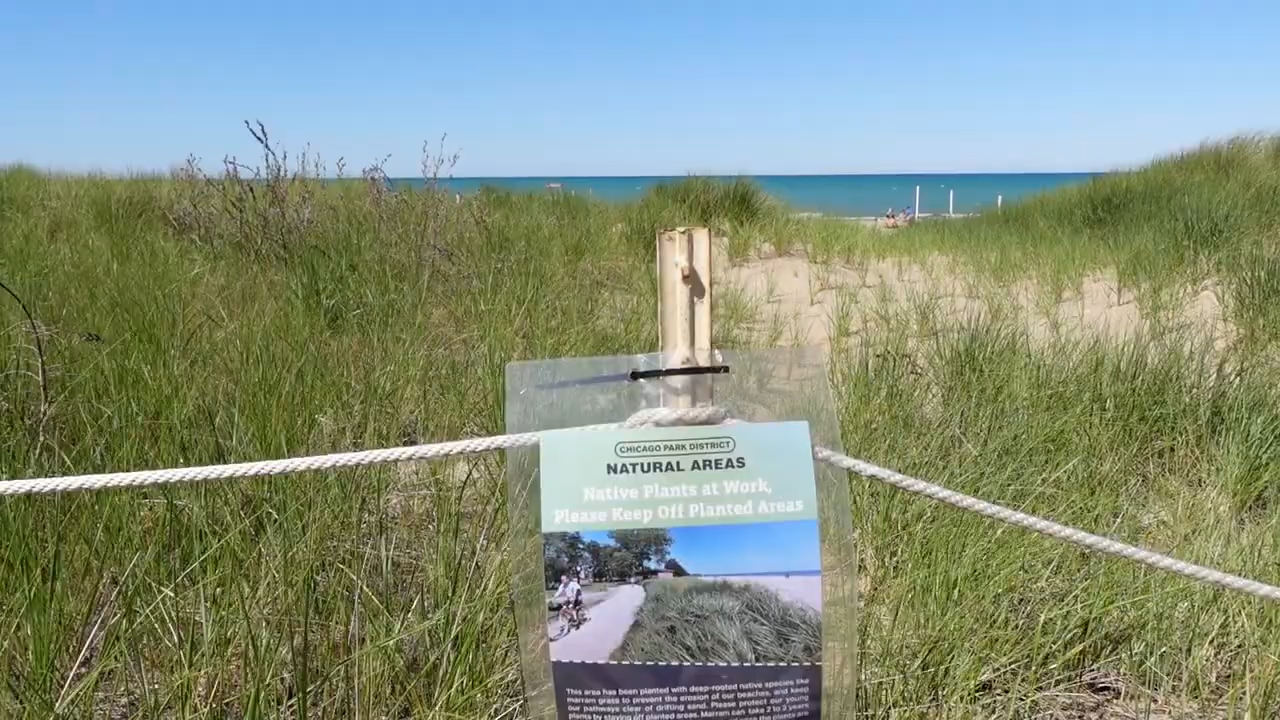 CHICAGO PARK DISTRICT
NATURAL AREAS
Native Plants at Work,
Please Keep Off Planted Areas
This area has been planted with deep-rooted native species like
marram grass to prevent the erosion of our beaches, and keep
our pathways clear of drifting sand. Please protect our young
plants by staying off planted areas. Marram can take 2 to 3 years
the plants are